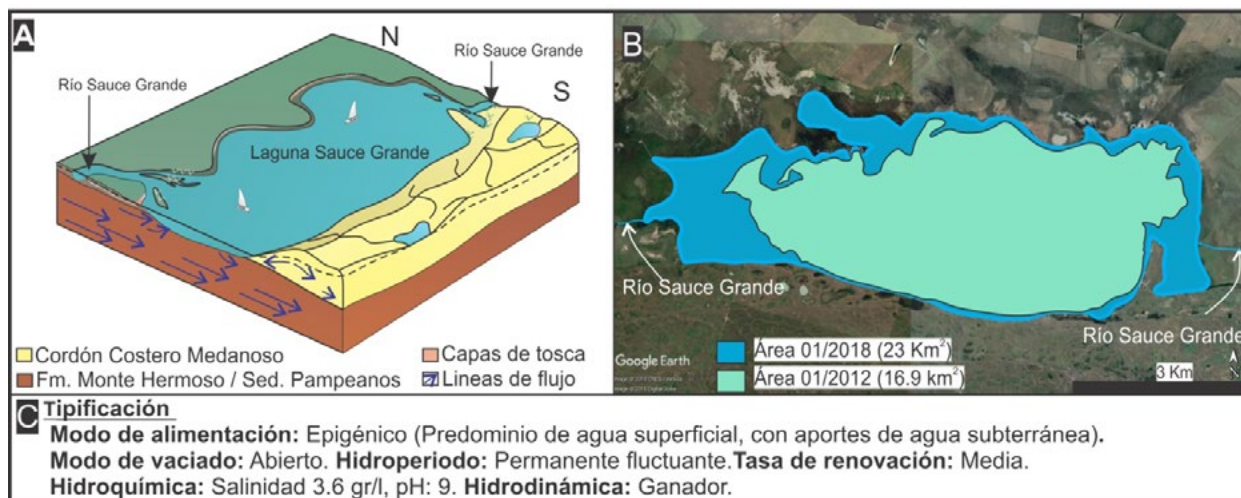 A
N
Río Sauce Grande
S
Río Sauce Grande
Laguna Sauce Grande
Cordón Costero Medanoso
Capas de tosca
Fm. Monte Hermoso / Sed. Pampeanos
Lineas de flujo
B
Río Sauce Grande
Río Sauce Grande
Google Earth
Área 01/2018 (23 Km²)
Área 01/2012 (16.9 km²)
3 Km
C
Tipificación
Modo de alimentación: Epigénico (Predominio de agua superficial, con aportes de agua subterránea).
Modo de vaciado: Abierto. Hidroperiodo: Permanente fluctuante.Tasa de renovación: Media.
Hidroquímica: Salinidad 3.6 gr/l, pH: 9. Hidrodinámica: Ganador.